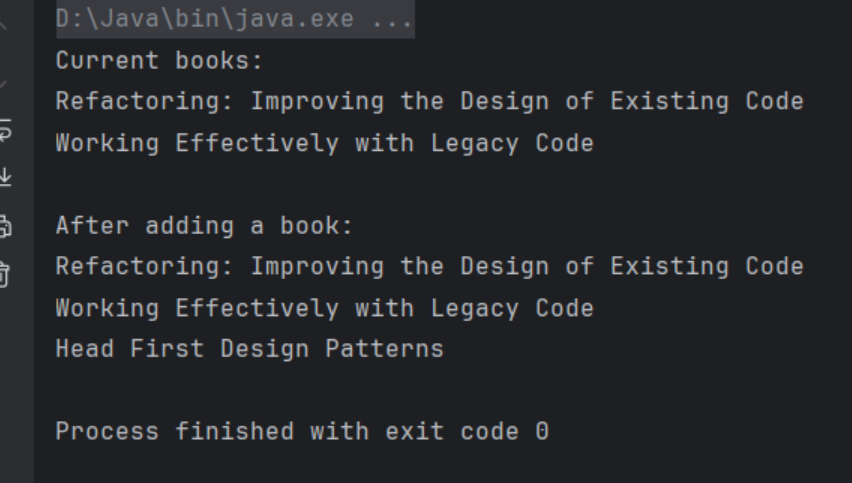 D:\Java\bin\java.exe ...
Current books:
Refactoring: Improving the Design of Existing Code
Working Effectively with Legacy Code
After adding a book:
Refactoring: Improving the Design of Existing Code
Working Effectively with Legacy Code
Head First Design Patterns
Process finished with exit code 0